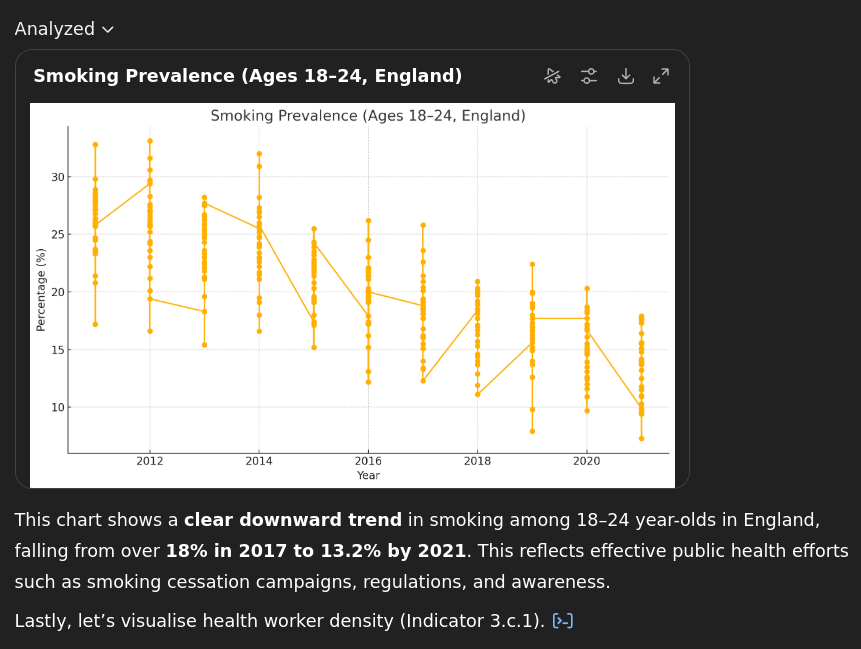 Analyzed
Smoking Prevalence (Ages 18–24, England)
Smoking Prevalence (Ages 18–24, England)
30
25
20
15
10
Percentage (%)
2012 2014 2016 2018 2020
Year
This chart shows a clear downward trend in smoking among 18–24 year-olds in England,
falling from over 18% in 2017 to 13.2% by 2021. This reflects effective public health efforts
such as smoking cessation campaigns, regulations, and awareness.
Lastly, let’s visualise health worker density (Indicator 3.c.1).